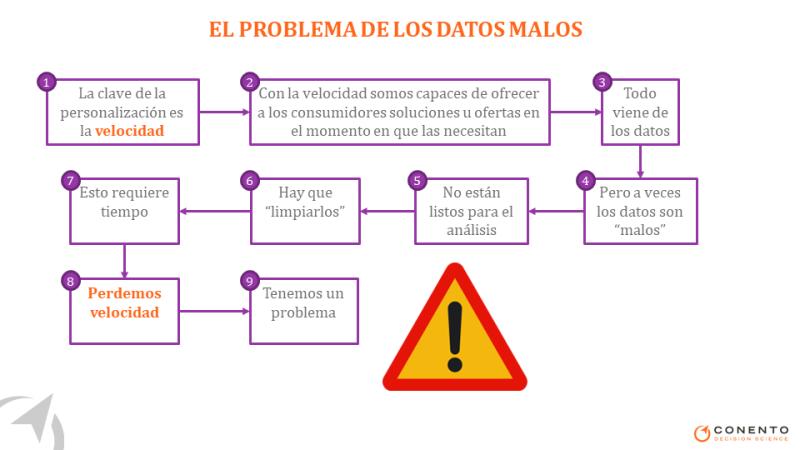 EL PROBLEMA DE LOS DATOS MALOS
1
La clave de la
personalización es
la velocidad
2
Con la velocidad somos capaces de ofrecer
a los consumidores soluciones u ofertas en
el momento en que las necesitan
3
Todo
viene de
los datos
4
Pero a veces
los datos son
“malos”
5
No están
listos para el
análisis
6
Hay que
“limpiarlos”
7
Esto requiere
tiempo
8
Perdemos
velocidad
9
Tenemos un
problema
CONENTO
DECISION SCIENCE